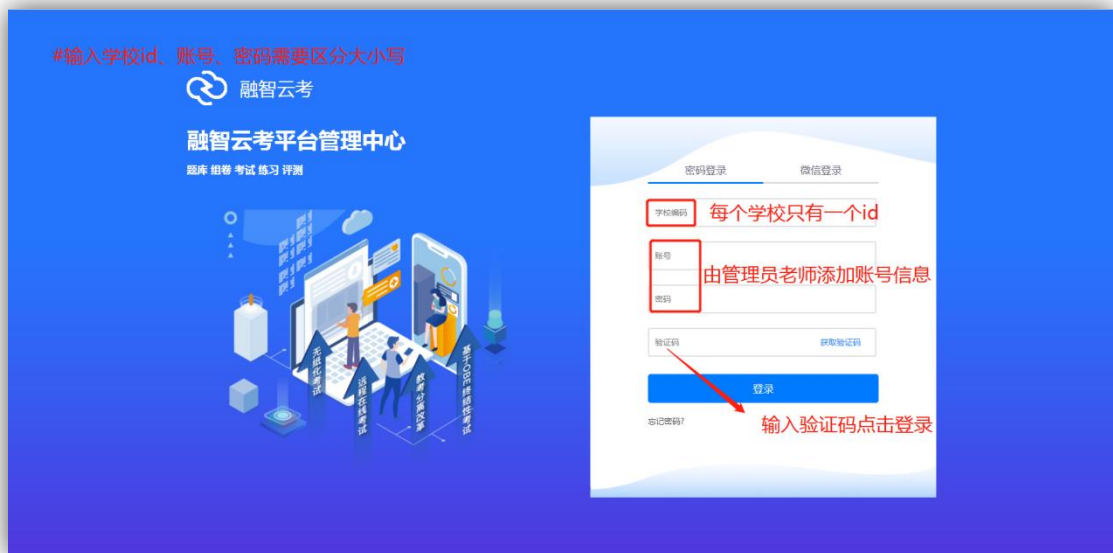 #输入学校id、账号、密码需要区分大小写
融智云考
融智云考平台管理中心
题库 组卷 考试 练习 评测
无纸化考试
远程在线考试
教考分离改革
基于OBE终结性考试
密码登录
微信登录
学校编码
每个学校只有一个id
账号
由管理员老师添加账号信息
密码
验证码
获取验证码
登录
忘记密码?
输入验证码点击登录